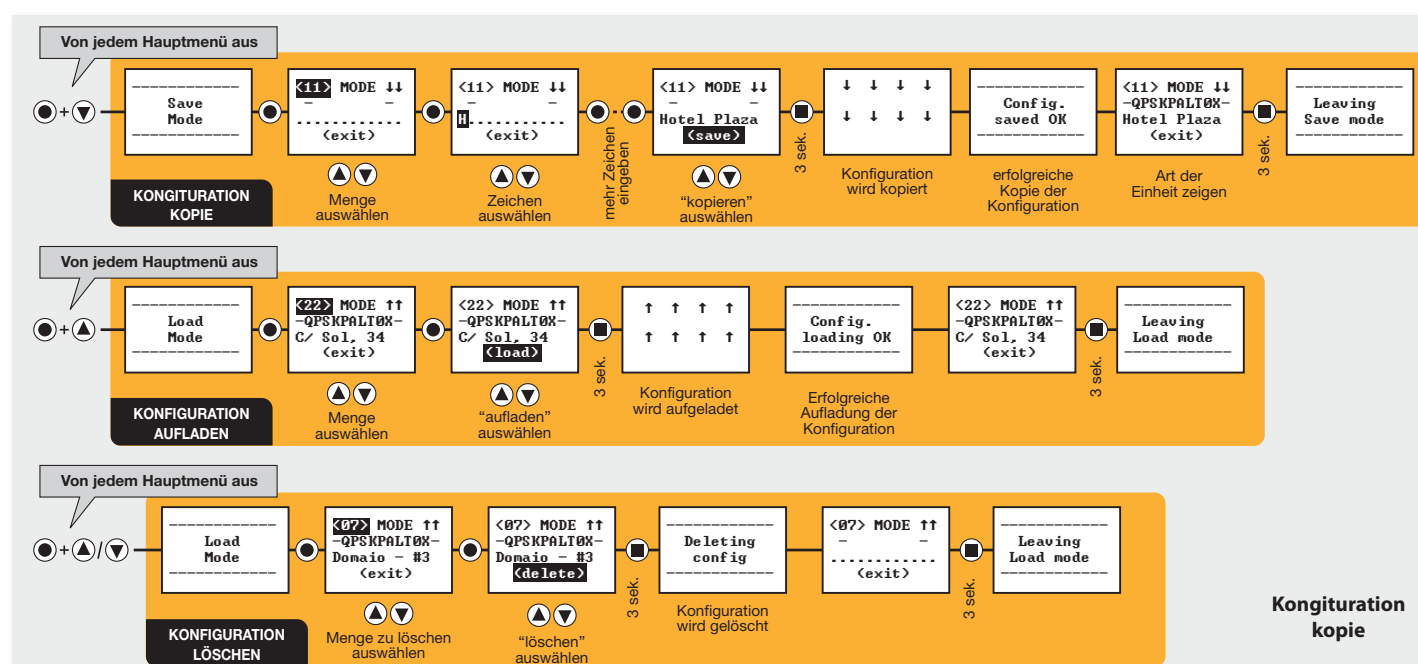 Von jedem Hauptmenü aus
+
Save
Mode
<11> MODE ↓↓
- -
............
(exit)
Menge
auswählen
<11> MODE ↓↓
- -
H...........
(exit)
Zeichen
auswählen
mehr Zeichen
eingeben
<11> MODE ↓↓
- -
Hotel Plaza
(save)
“kopieren”
auswählen
3 sek.
↓ ↓ ↓ ↓
↓ ↓ ↓ ↓
Konfiguration
wird kopiert
Config.
saved OK
erfolgreiche
Kopie der
Konfiguration
<11> MODE ↓↓
-QPSKPALT0X-
Hotel Plaza
(exit)
Art der
Einheit zeigen
3 sek.
Leaving
Save mode
KONGITURATION
KOPIE
Von jedem Hauptmenü aus
+
Load
Mode
<22> MODE ↑↑
-QPSKPALT0X-
C/ Sol, 34
(exit)
Menge
auswählen
<22> MODE ↑↑
-QPSKPALT0X-
C/ Sol, 34
(load)
“aufladen”
auswählen
3 sek.
↑ ↑ ↑ ↑
↑ ↑ ↑ ↑
Konfiguration
wird aufgeladet
Config.
loading OK
Erfolgreiche
Aufladung der
Konfiguration
<22> MODE ↑↑
-QPSKPALT0X-
C/ Sol, 34
(exit)
3 sek.
Leaving
Load mode
KONFIGURATION
AUFLADEN
Von jedem Hauptmenü aus
+ /
Load
Mode
<07> MODE ↑↑
-QPSKPALT0X-
Domaio - #3
(exit)
Menge zu löschen
auswählen
<07> MODE ↑↑
-QPSKPALT0X-
Domaio - #3
(delete)
“löschen”
auswählen
3 sek.
Deleting
config
Konfiguration
wird gelöscht
<07> MODE ↑↑
- -
............
(exit)
3 sek.
Leaving
Load mode
KONFIGURATION
LÖSCHEN
Kongituration
kopie